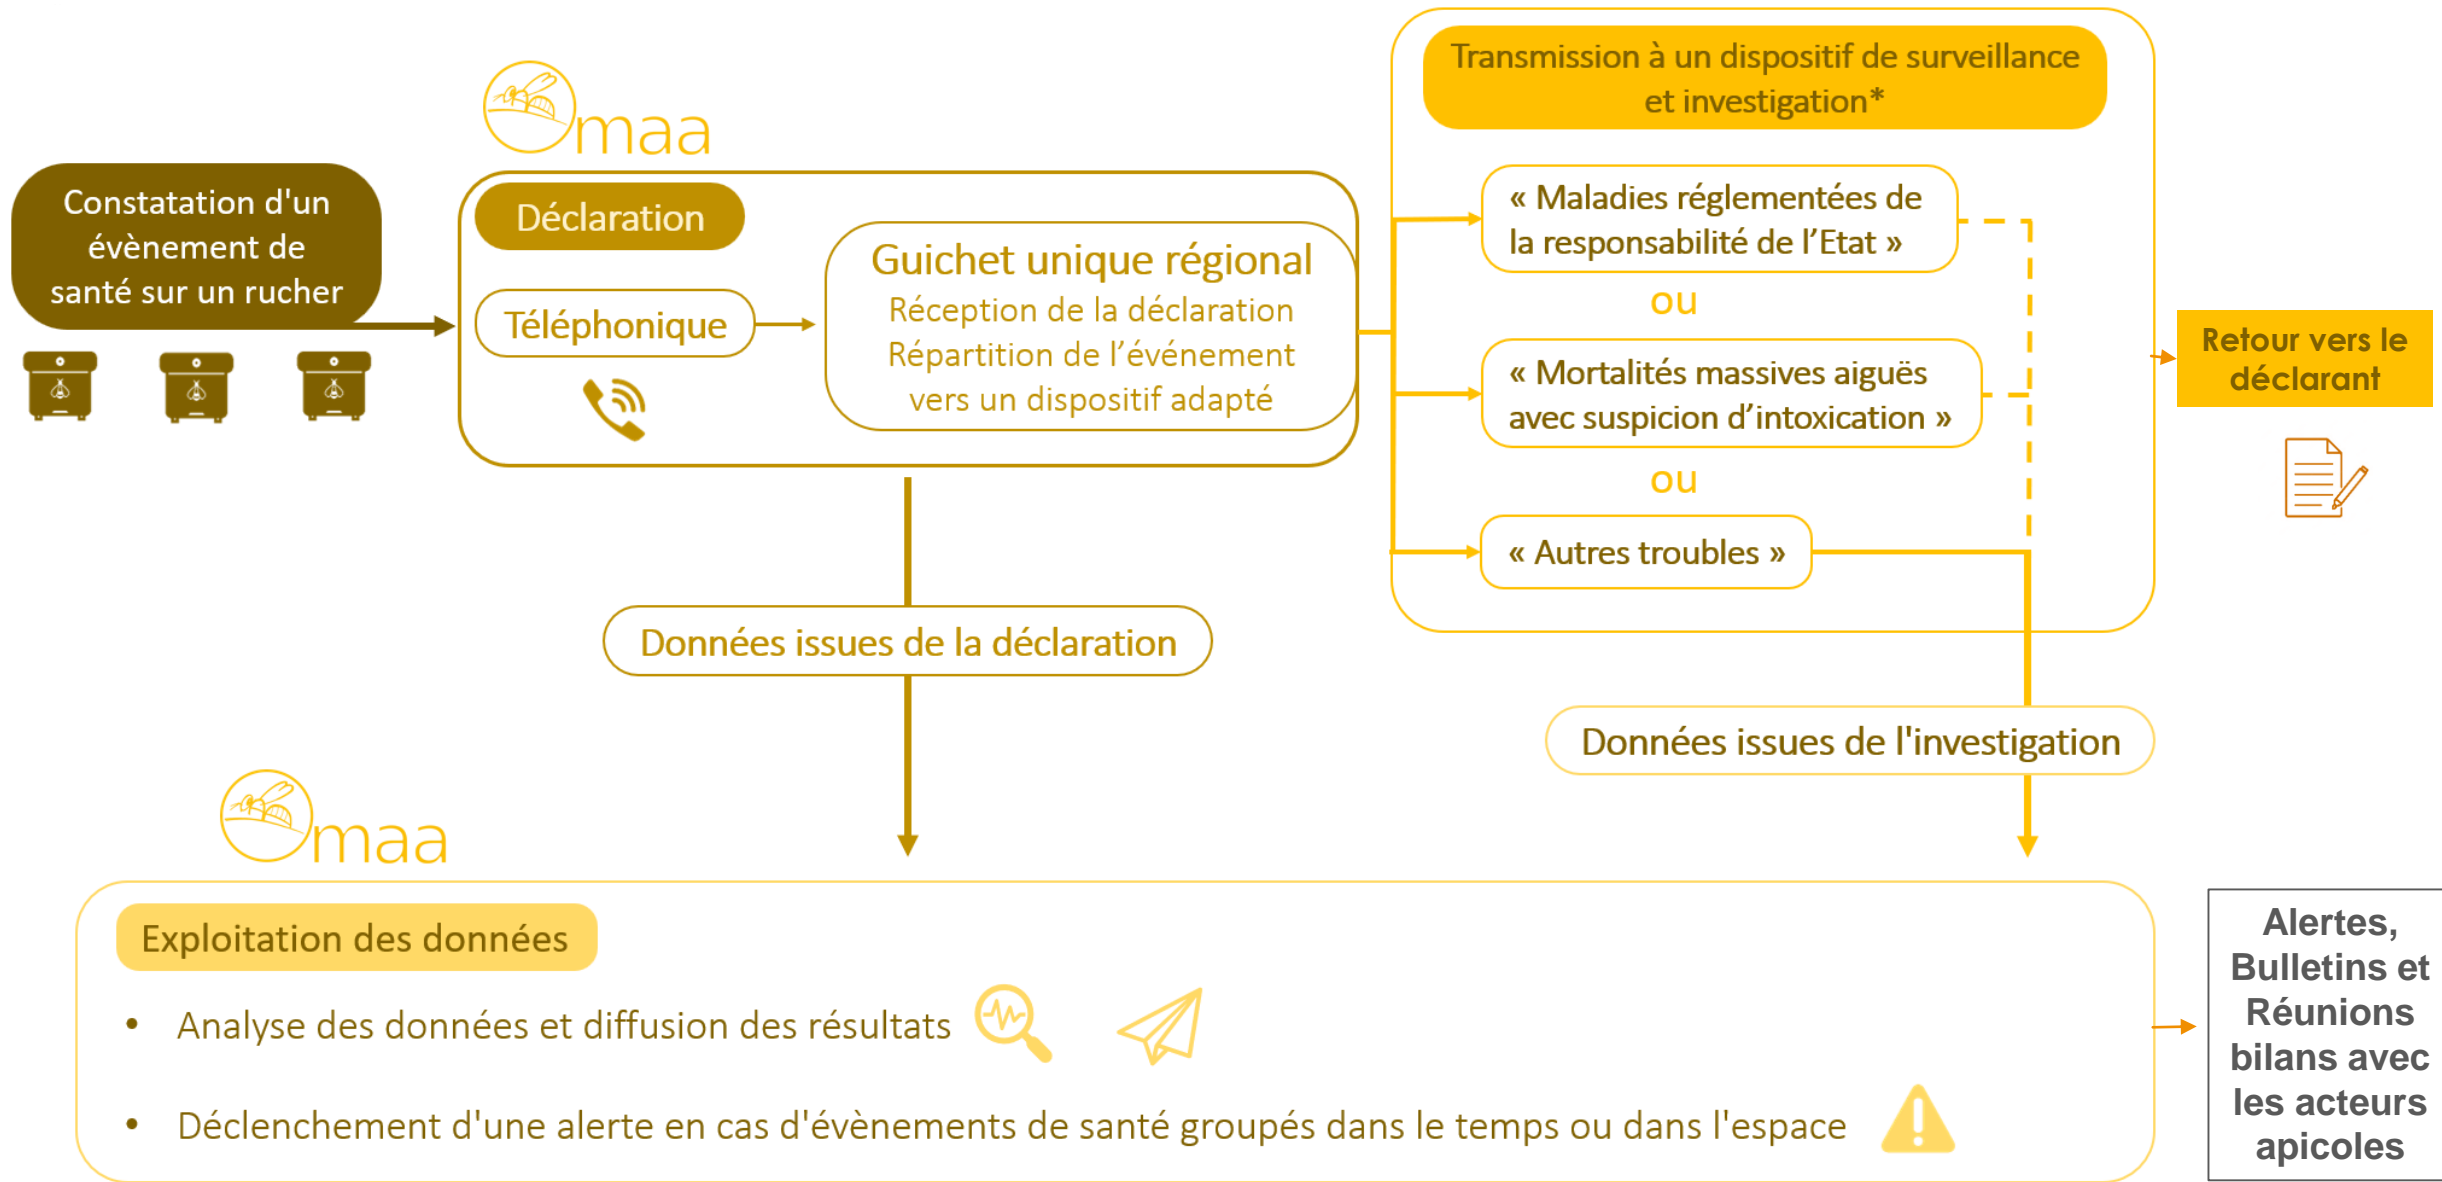 Constatation d'un
évènement de
santé sur un rucher
maa
Déclaration
Téléphonique
Guichet unique régional
Réception de la déclaration
Répartition de l'événement
vers un dispositif adapté
Transmission à un dispositif de surveillance
et investigation*
« Maladies réglementées de
la responsabilité de l'Etat »
ou
« Mortalités massives aiguës
avec suspicion d'intoxication »
ou
« Autres troubles »
Retour vers le
déclarant
Données issues de la déclaration
Données issues de l'investigation
maa
Exploitation des données
• Analyse des données et diffusion des résultats
• Déclenchement d'une alerte en cas d'évènements de santé groupés dans le temps ou dans l'espace
Alertes,
Bulletins et
Réunions
bilans avec
les acteurs
apicoles